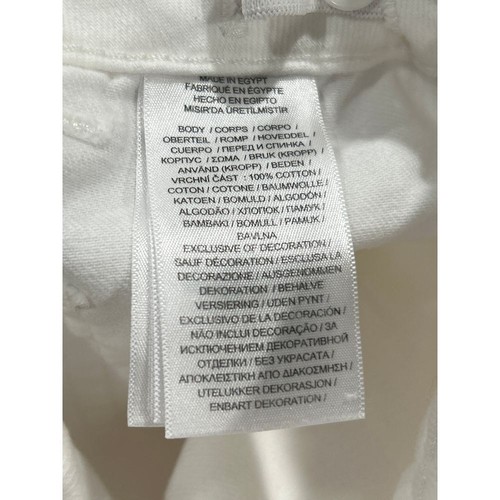 MADE IN EGYPT
FABRIQUÉ EN ÉGYPTE
HECHO EN EGIPTO
MISIR'DA ÜRETİLMİŞTİR
BODY / CORPS / CORPO /
OBERTEIL / ROMP / HOVEDDEL /
CUERPO / ПЕРЕД И СПИНКА /
КОРПУС / ΣΩΜΑ / BRUK (KROPP) /
ANVÄND (KROPP) / BEDEN /
VRCHNÍ ČÁST : 100% COTTON /
COTON / COTONE / BAUMWOLLE /
KATOEN / BOMULD / ALGODÓN /
ALGODÃO / ХЛОПОК / ПАМУК /
ΒΑΜΒΑΚΙ / BOMULL / PAMUK /
BAVLNA
EXCLUSIVE OF DECORATION /
SAUF DÉCORATION / ESCLUSA LA
DECORAZIONE / AUSGENOMMEN
DEKORATION / BEHALVE
VERSIERING / UDEN PYNT /
EXCLUSIVO DE LA DECORACIÓN /
NÃO INCLUI DECORAÇÃO / ЗА
ИСКЛЮЧЕНИЕМ ДЕКОРАТИВНОЙ
ОТДЕЛКИ / БЕЗ УКРАСАТА /
ΑΠΟΚΛΕΙΣΤΙΚΗ ΑΠΟ ΔΙΑΚΟΣΜΗΣΗ /
UTELUKKER DEKORASJON /
ENBART DEKORATION /